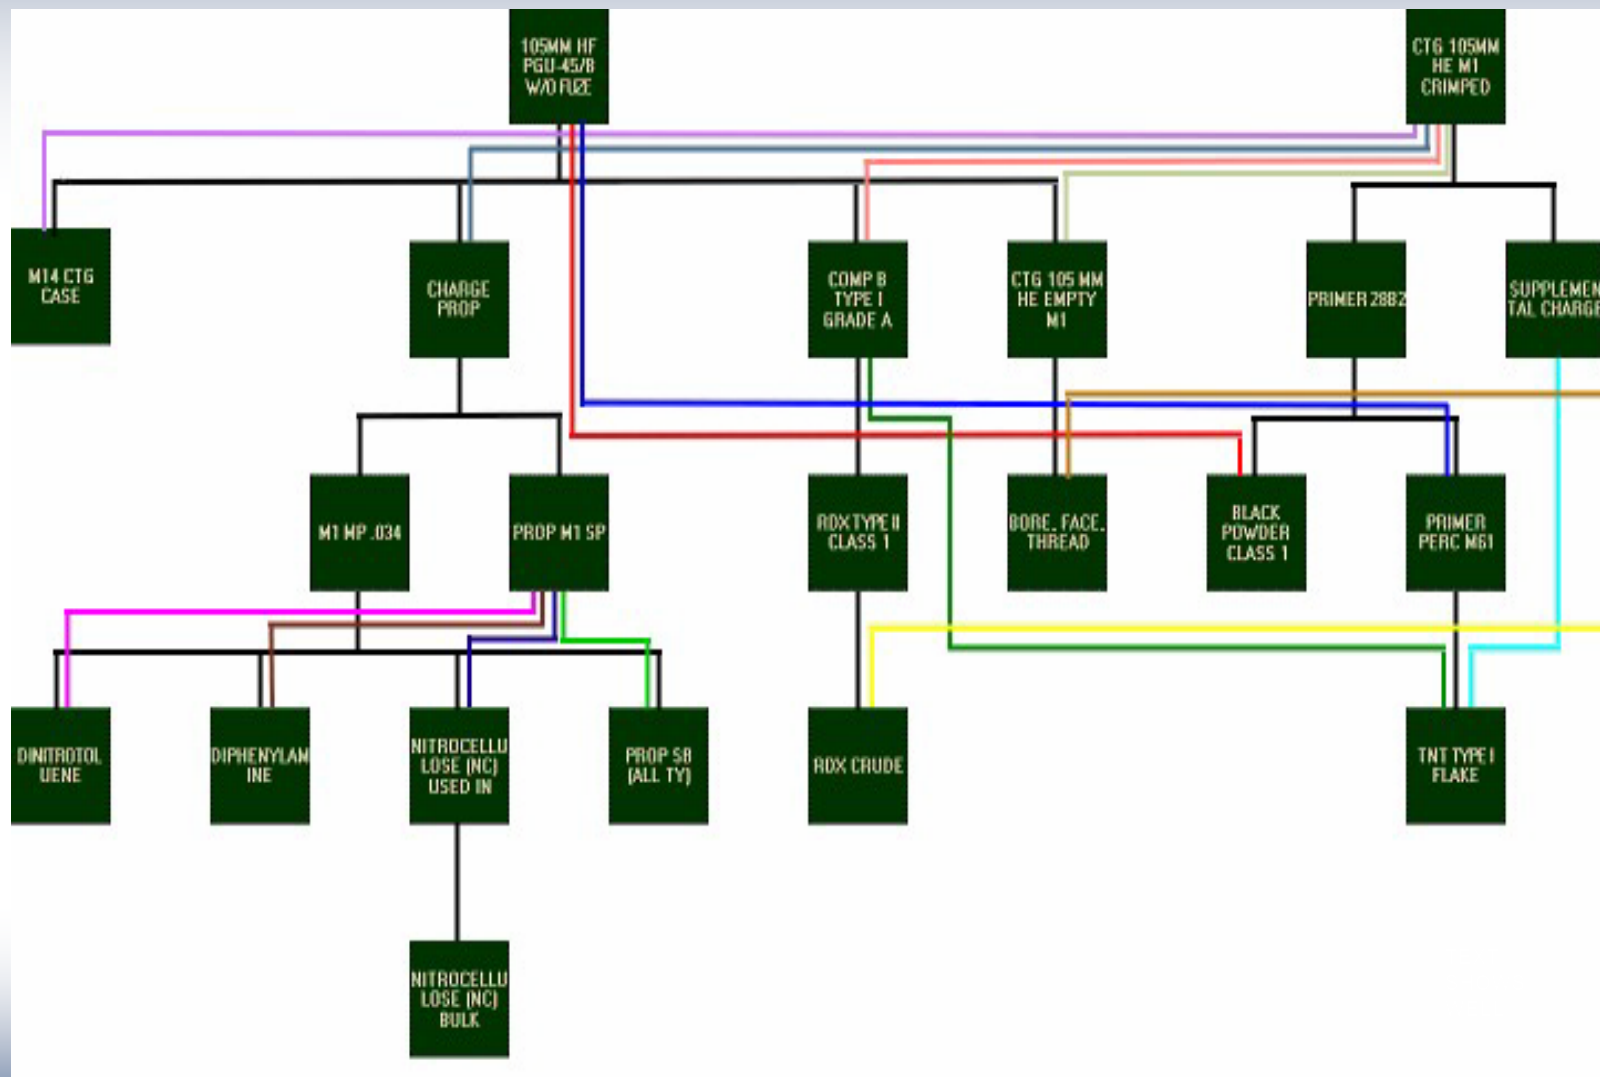 105MM HF
PGU-45/B
W/O FUZE
CTG 105MM
HE M1
CRIMPED
M14 CTG
CASE
CHARGE
PROP
COMP B
TYPE I
GRADE A
CTG 105 MM
HE EMPTY
M1
PRIMER 28B2
SUPPLEMEN
TAL CHARGE
M1 MP .034
PROP M1 SP
RDX TYPE II
CLASS 1
BORE, FACE,
THREAD
BLACK
POWDER
CLASS 1
PRIMER
PERC M61
DINITROTOL
UENE
DIPHENYLAM
INE
NITROCELLU
LOSE (NC)
USED IN
PROP SB
(ALL TY)
RDX CRUDE
TNT TYPE I
FLAKE
NITROCELLU
LOSE (NC)
BULK